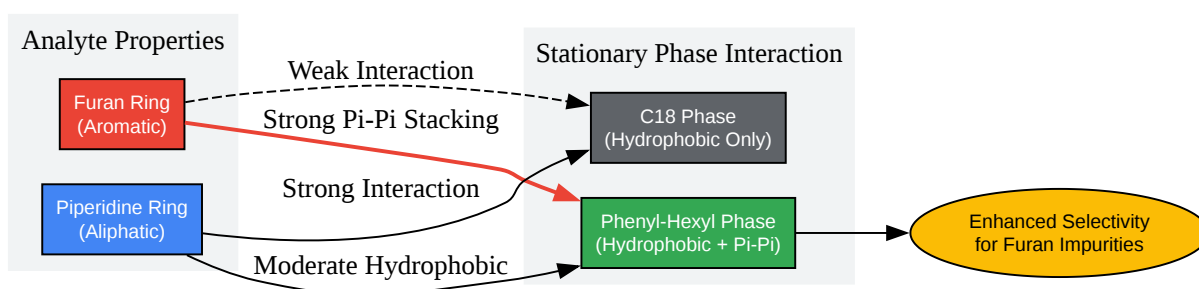 Analyte Properties
Stationary Phase Interaction
Furan Ring
(Aromatic)
Weak Interaction
Strong Pi-Pi Stacking
C18 Phase
(Hydrophobic Only)
Piperidine Ring
(Aliphatic)
Strong Interaction
Moderate Hydrophobic
Phenyl-Hexyl Phase
(Hydrophobic + Pi-Pi)
Enhanced Selectivity
for Furan Impurities